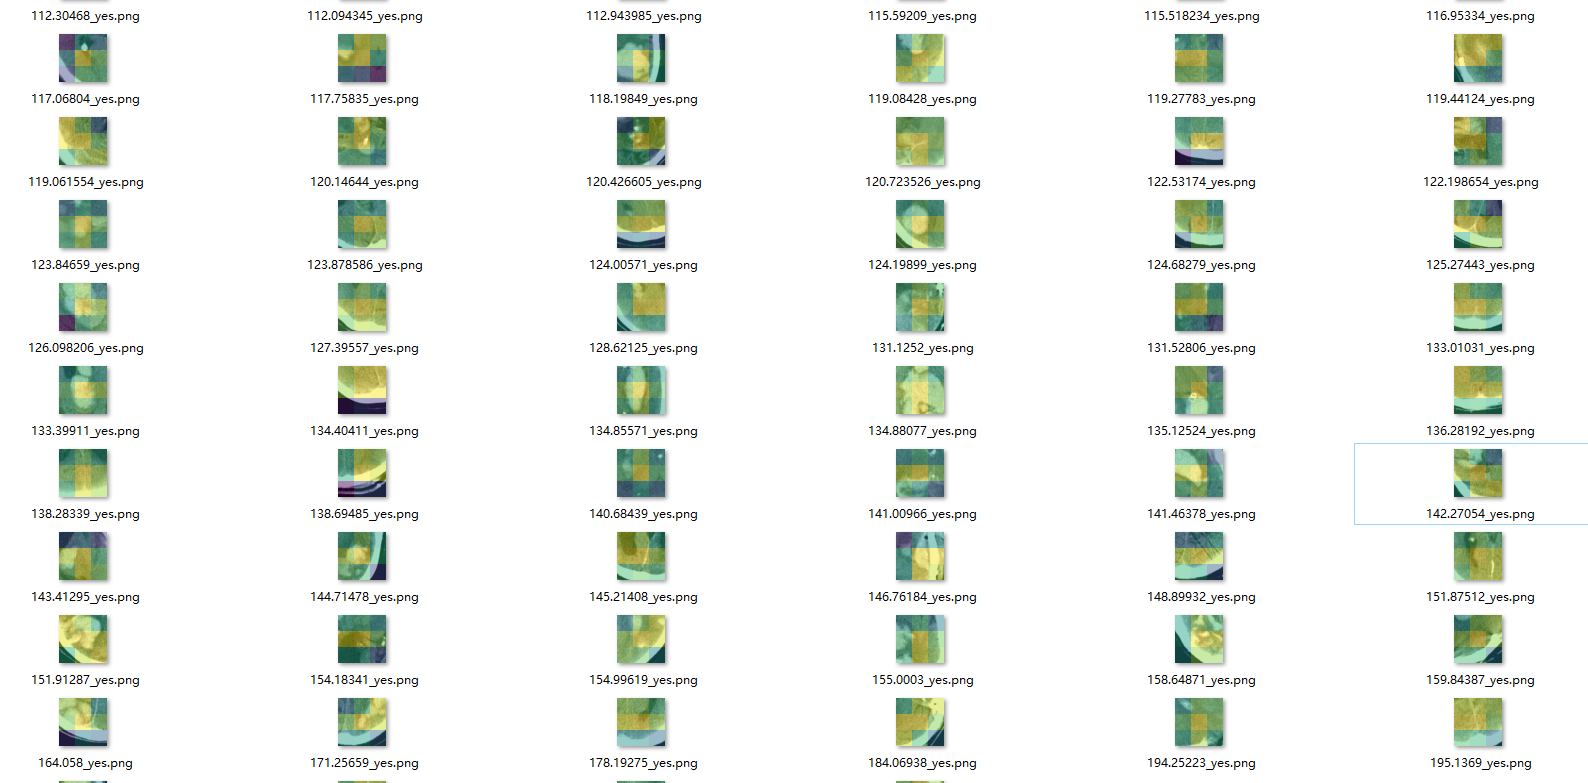 112.30468_yes.png 112.094345_yes.png 112.943985_yes.png 115.59209_yes.png 115.518234_yes.png 116.95334_yes.png
117.06804_yes.png 117.75835_yes.png 118.19849_yes.png 119.08428_yes.png 119.27783_yes.png 119.44124_yes.png
119.061554_yes.png 120.14644_yes.png 120.426605_yes.png 120.723526_yes.png 122.53174_yes.png 122.198654_yes.png
123.84659_yes.png 123.878586_yes.png 124.00571_yes.png 124.19899_yes.png 124.68279_yes.png 125.27443_yes.png
126.098206_yes.png 127.39557_yes.png 128.62125_yes.png 131.1252_yes.png 131.52806_yes.png 133.01031_yes.png
133.39911_yes.png 134.40411_yes.png 134.85571_yes.png 134.88077_yes.png 135.12524_yes.png 136.28192_yes.png
138.28339_yes.png 138.69485_yes.png 140.68439_yes.png 141.00966_yes.png 141.46378_yes.png 142.27054_yes.png
143.41295_yes.png 144.71478_yes.png 145.21408_yes.png 146.76184_yes.png 148.89932_yes.png 151.87512_yes.png
151.91287_yes.png 154.18341_yes.png 154.99619_yes.png 155.0003_yes.png 158.64871_yes.png 159.84387_yes.png
164.058_yes.png 171.25659_yes.png 178.19275_yes.png 184.06938_yes.png 194.25223_yes.png 195.1369_yes.png